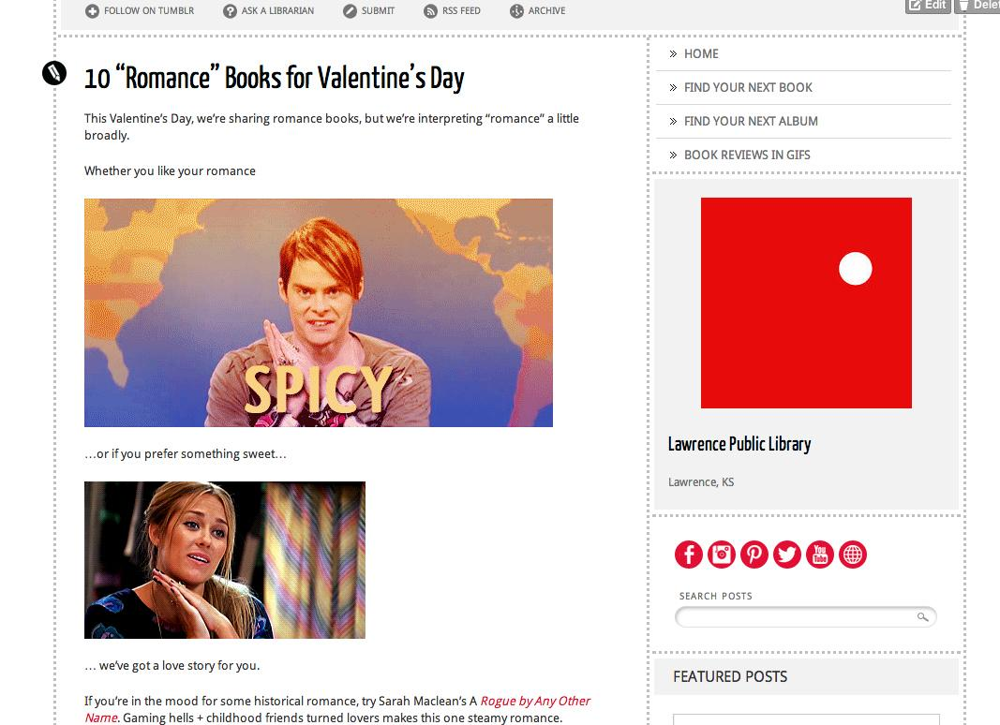 FOLLOW ON TUMBLR
ASK A LIBRARIAN
SUBMIT
RSS FEED
ARCHIVE
Edit
10 “Romance” Books for Valentine’s Day
This Valentine’s Day, we’re sharing romance books, but we’re interpreting “romance” a little
broadly.
Whether you like your romance
SPICY
…or if you prefer something sweet…
… we’ve got a love story for you.
If you’re in the mood for some historical romance, try Sarah Maclean’s A Rogue by Any Other
Name. Gaming hells + childhood friends turned lovers makes this one steamy romance.
HOME
FIND YOUR NEXT BOOK
FIND YOUR NEXT ALBUM
BOOK REVIEWS IN GIFS
Lawrence Public Library
Lawrence, KS
You
Tube
SEARCH POSTS
FEATURED POSTS